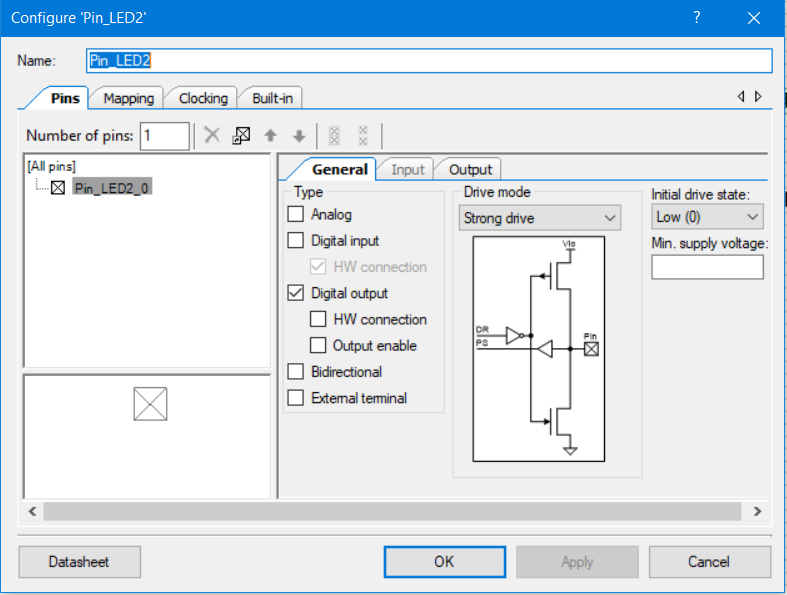 Configure 'Pin_LED2'
Name: Pin_LED2
Pins Mapping Clocking Built-in
Number of pins: 1
[All pins]
Pin_LED2_0
General Input Output
Type
Analog
Digital input
HW connection
Digital output
HW connection
Output enable
Bidirectional
External terminal
Drive mode
Strong drive
Vio
DR
PS
Pin
Initial drive state:
Low (0)
Min. supply voltage:
Datasheet OK Apply Cancel